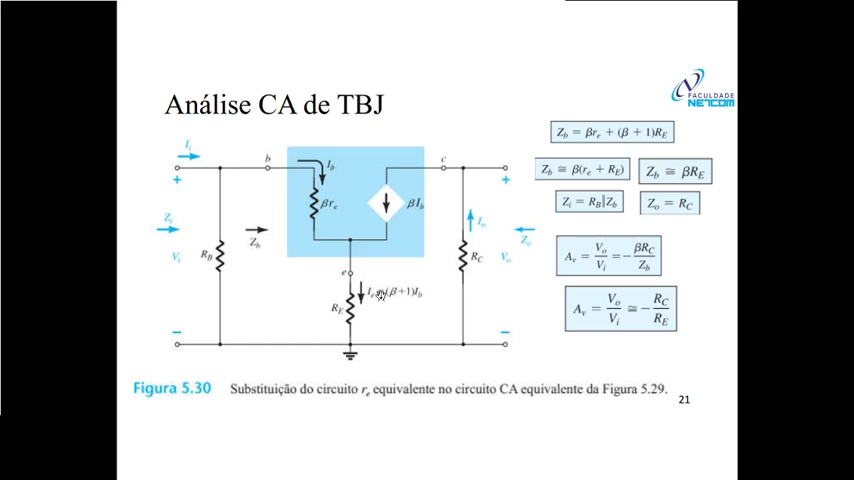 FACULDADE
NETCOM
Análise CA de TBJ
I_i
b
I_b
c
+
βr_e
βI_b
+
Z_i
Z_b
I_o
Z_o
V_i
R_B
R_C
V_o
e
R_E
(β+1)I_b
−
−
Z_b = βr_e + (β + 1)R_E
Z_b ≅ β(r_e + R_E)
Z_b ≅ βR_E
Z_i = R_B||Z_b
Z_o = R_C
A_v = V_o/V_i = −βR_C/Z_b
A_v = V_o/V_i ≅ −R_C/R_E
Figura 5.30 Substituição do circuito r_e equivalente no circuito CA equivalente da Figura 5.29.
21